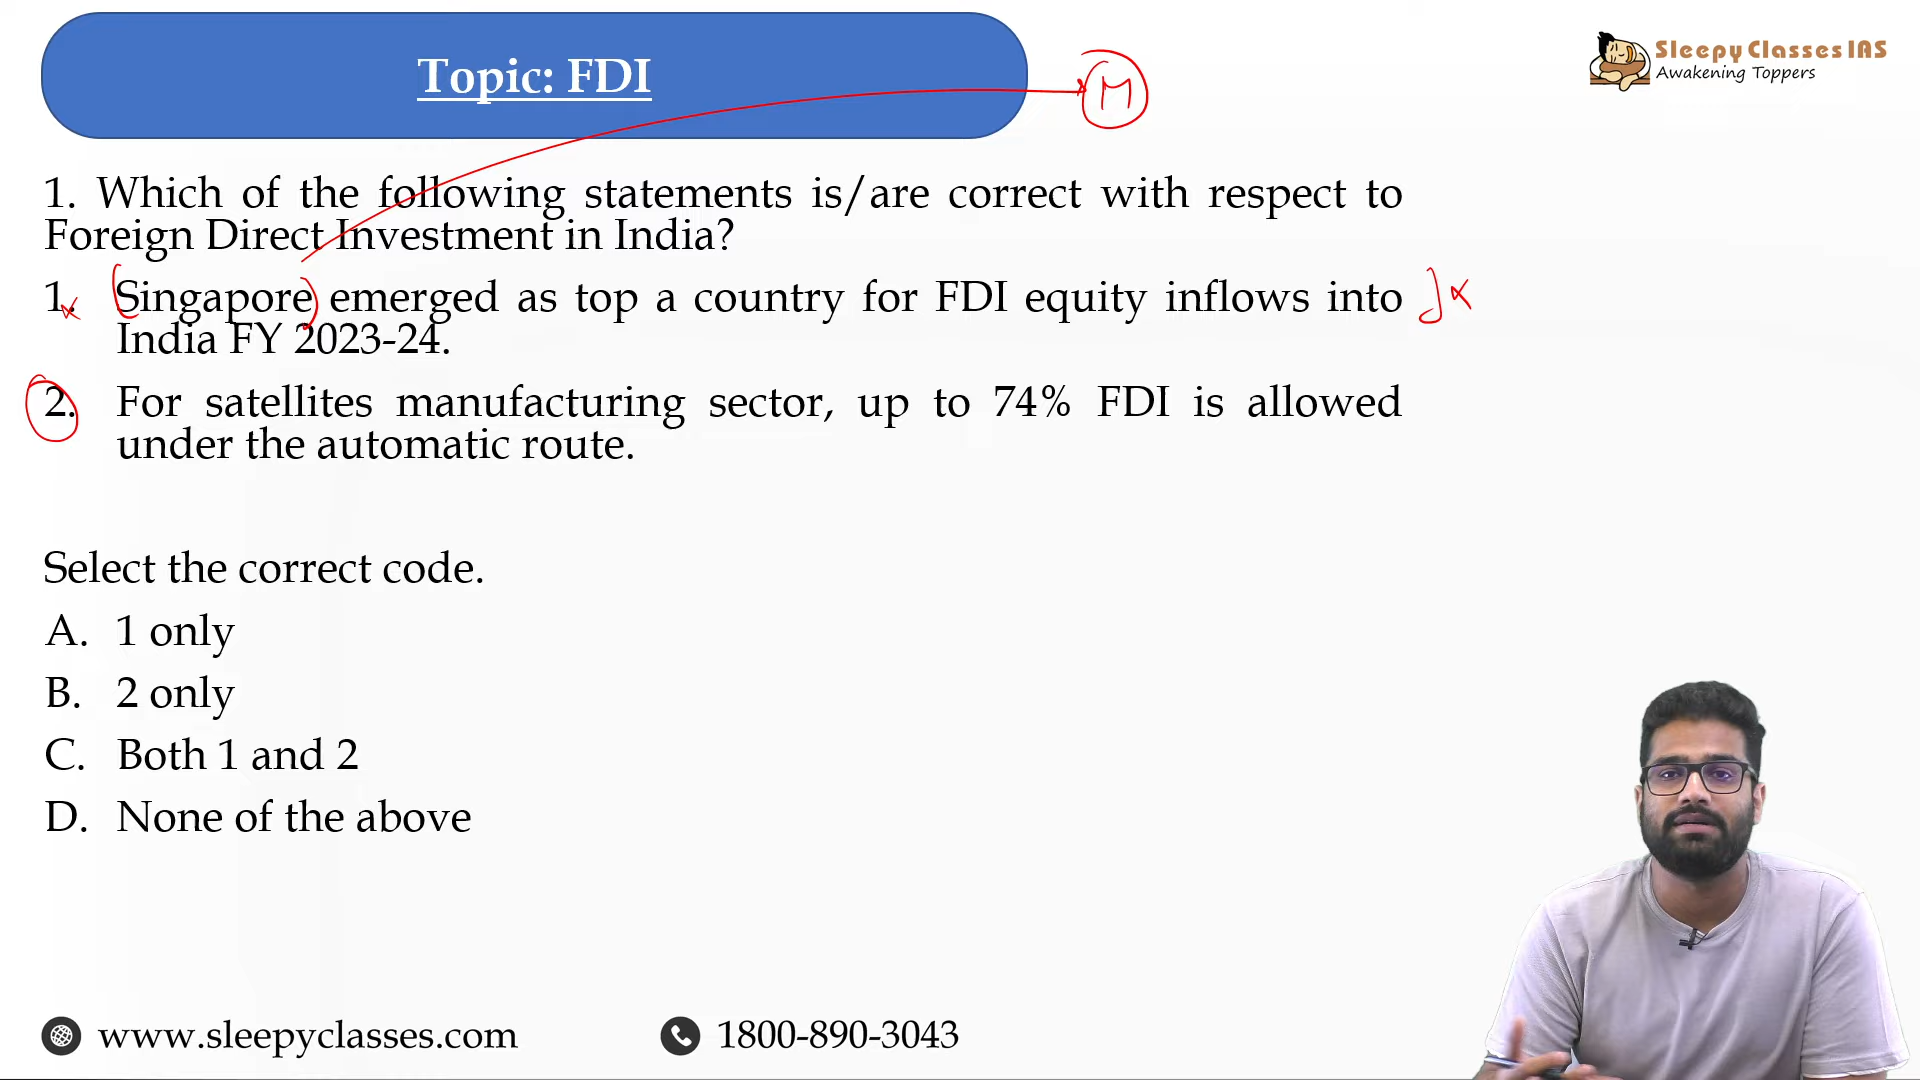 Topic: FDI
M
Sleepy Classes IAS
Awakening Toppers
1. Which of the following statements is/are correct with respect to
Foreign Direct Investment in India?
1. Singapore emerged as top a country for FDI equity inflows into
India FY 2023-24.
2. For satellites manufacturing sector, up to 74% FDI is allowed
under the automatic route.
Select the correct code.
A. 1 only
B. 2 only
C. Both 1 and 2
D. None of the above
www.sleepyclasses.com
1800-890-3043